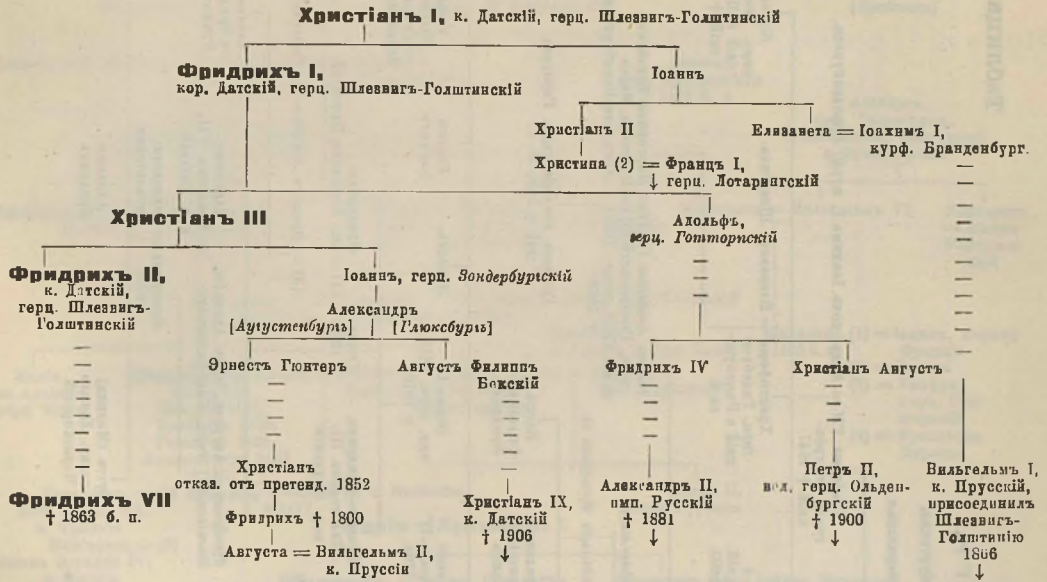 Христіанъ I, к. Датскій, герц. Шлезвигъ-Голштинскій
Фридрихъ I,
кор. Датскій, герц. Шлезвигъ-Голштинскій
Іоаннъ
Христіанъ II
Елизавета = Іоахимъ I,
курф. Бранденбург.
Христина (2) = Францъ I,
↓ герц. Лотарингскій
Христіанъ III
Адольфъ,
герц. Готторпскій
Фридрихъ II,
к. Датскій,
герц. Шлезвигъ-
Голштинскій
Іоаннъ, герц. Зондербургскій
Александръ
[Аугустенбургъ] [Глюксбургъ]
Эрнестъ Гюнтеръ
Августъ Филиппъ
Бекскій
Фридрихъ IV
Христіанъ Августъ
Христіанъ
отказ. отъ претенд. 1852
Фридрихъ VII
† 1863 б. п.
Фридрихъ † 1800
Августа = Вильгельмъ II,
к. Пруссіи
Христіанъ IX,
к. Датскій
† 1906
↓
Александръ II,
имп. Русскій
† 1881
↓
Петръ II,
вел. герц. Ольден-
бургскій
† 1900
↓
Вильгельмъ I,
к. Прусскій,
присоединилъ
Шлезвигъ-
Голштинію
1866
↓